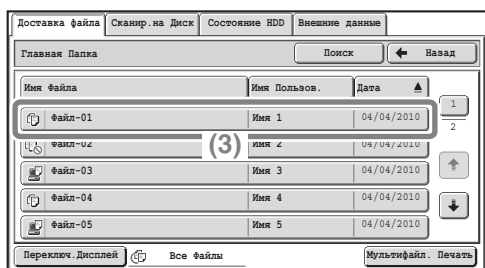 Доставка файла Сканир.на Диск Состояние HDD Внешние данные
Главная Папка Поиск Назад
Имя Файла Имя Пользов. Дата
Файл-01 Имя 1 04/04/2010 1
2
Файл-02 Имя 2 04/04/2010
(3)
Файл-03 Имя 3 04/04/2010
Файл-04 Имя 4 04/04/2010
Файл-05 Имя 5 04/04/2010
Переключ.Дисплей Все Файлы Мультифайл. Печать